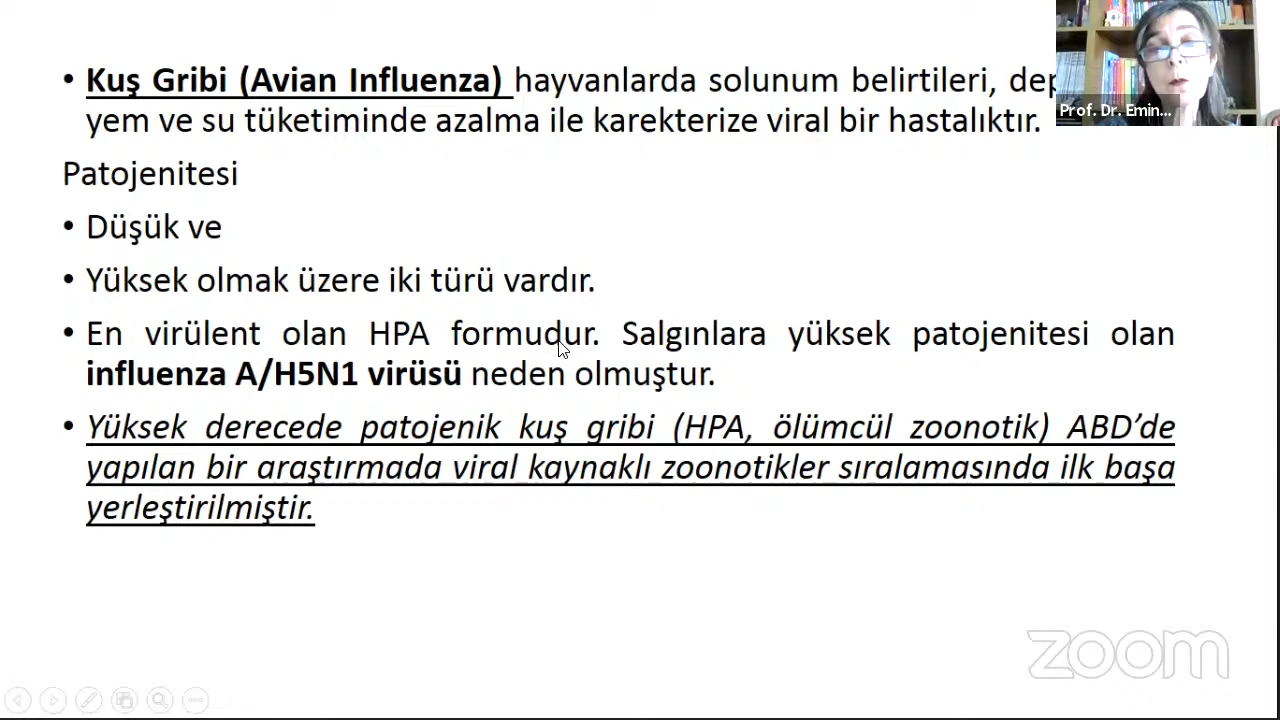 • Kuş Gribi (Avian Influenza) hayvanlarda solunum belirtileri,
yem ve su tüketiminde azalma ile karekterize viral bir hastalıktır.
Patojenitesi
• Düşük ve
• Yüksek olmak üzere iki türü vardır.
• En virülent olan HPA formudur. Salgınlara yüksek patojenitesi olan
influenza A/H5N1 virüsü neden olmuştur.
• Yüksek derecede patojenik kuş gribi (HPA, ölümcül zoonotik) ABD’de
yapılan bir araştırmada viral kaynaklı zoonotikler sıralamasında ilk başa
yerleştirilmiştir.
Prof. Dr. Emin...
zoom